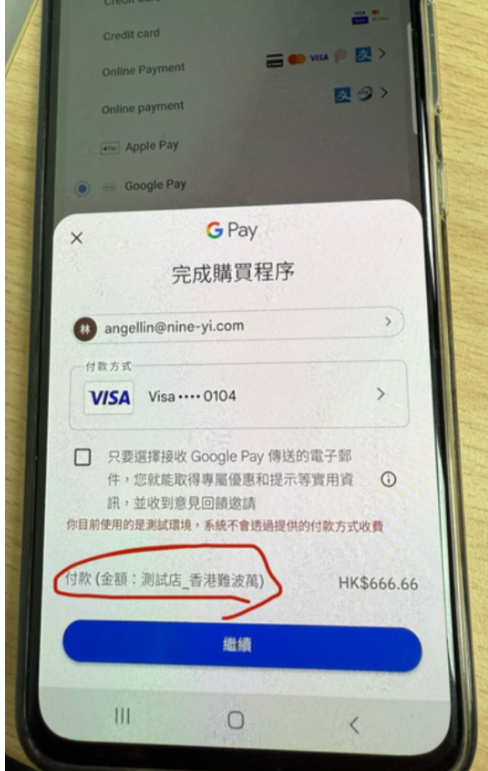 Credit card
Credit card
VISA
Online Payment
VISA
Online payment
Apple Pay
Google Pay
G Pay
完成購買程序
林 angellin@nine-yi.com
付款方式
VISA Visa •••• 0104
只要選擇接收 Google Pay 傳送的電子郵
件，您就能取得專屬優惠和提示等實用資
訊，並收到意見回饋邀請
你目前使用的是測試環境，系統不會透過提供的付款方式收費
付款 (金額：測試店_香港難波萬) HK$666.66
繼續